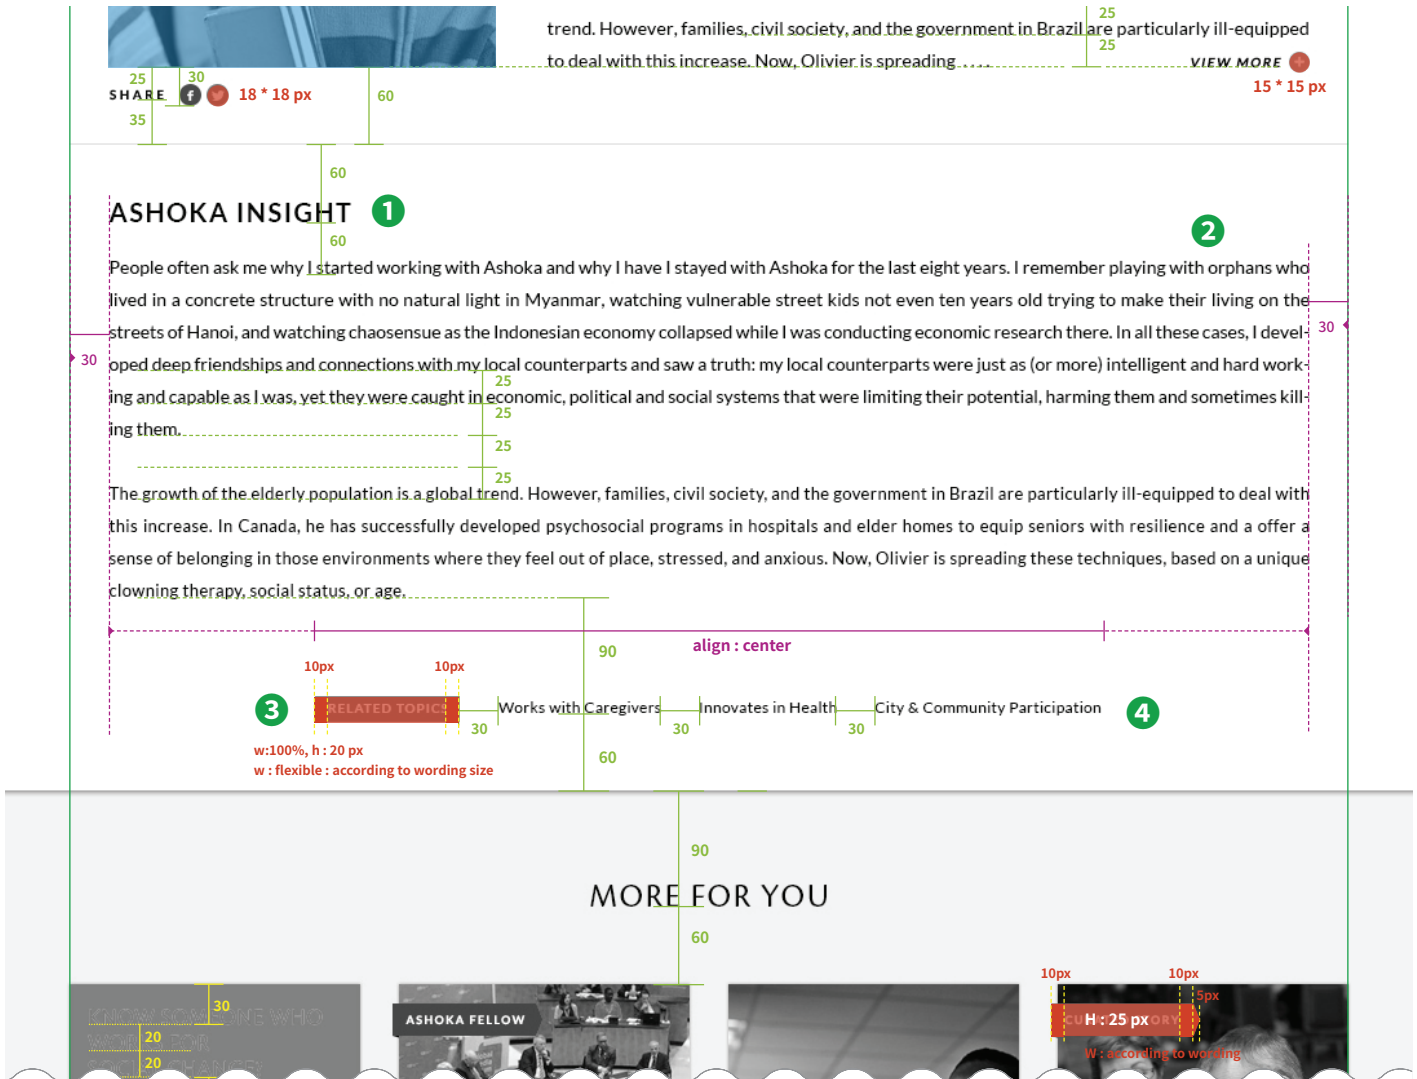 trend. However, families, civil society, and the government in Brazil are particularly ill-equipped
to deal with this increase. Now, Olivier is spreading ....
VIEW MORE
25
25
15 * 15 px
25
30
SHARE
18 * 18 px
35
60
60
ASHOKA INSIGHT
1
2
60
People often ask me why I started working with Ashoka and why I have I stayed with Ashoka for the last eight years. I remember playing with orphans who
lived in a concrete structure with no natural light in Myanmar, watching vulnerable street kids not even ten years old trying to make their living on the
streets of Hanoi, and watching chaosensue as the Indonesian economy collapsed while I was conducting economic research there. In all these cases, I devel-
oped deep friendships and connections with my local counterparts and saw a truth: my local counterparts were just as (or more) intelligent and hard work-
ing and capable as I was, yet they were caught in economic, political and social systems that were limiting their potential, harming them and sometimes kill-
ing them.
30
30
25
25
25
25
The growth of the elderly population is a global trend. However, families, civil society, and the government in Brazil are particularly ill-equipped to deal with
this increase. In Canada, he has successfully developed psychosocial programs in hospitals and elder homes to equip seniors with resilience and a offer a
sense of belonging in those environments where they feel out of place, stressed, and anxious. Now, Olivier is spreading these techniques, based on a unique
clowning therapy, social status, or age.
align : center
90
10px
10px
3
RELATED TOPICS
Works with Caregivers
Innovates in Health
City & Community Participation
4
30
30
30
w:100%, h : 20 px
w : flexible : according to wording size
60
90
MORE FOR YOU
60
30
KNOW SOMEONE WHO
WORKS FOR
20
SOCIAL CHANGE?
20
ASHOKA FELLOW
10px
10px
5px
H : 25 px
W : according to wording